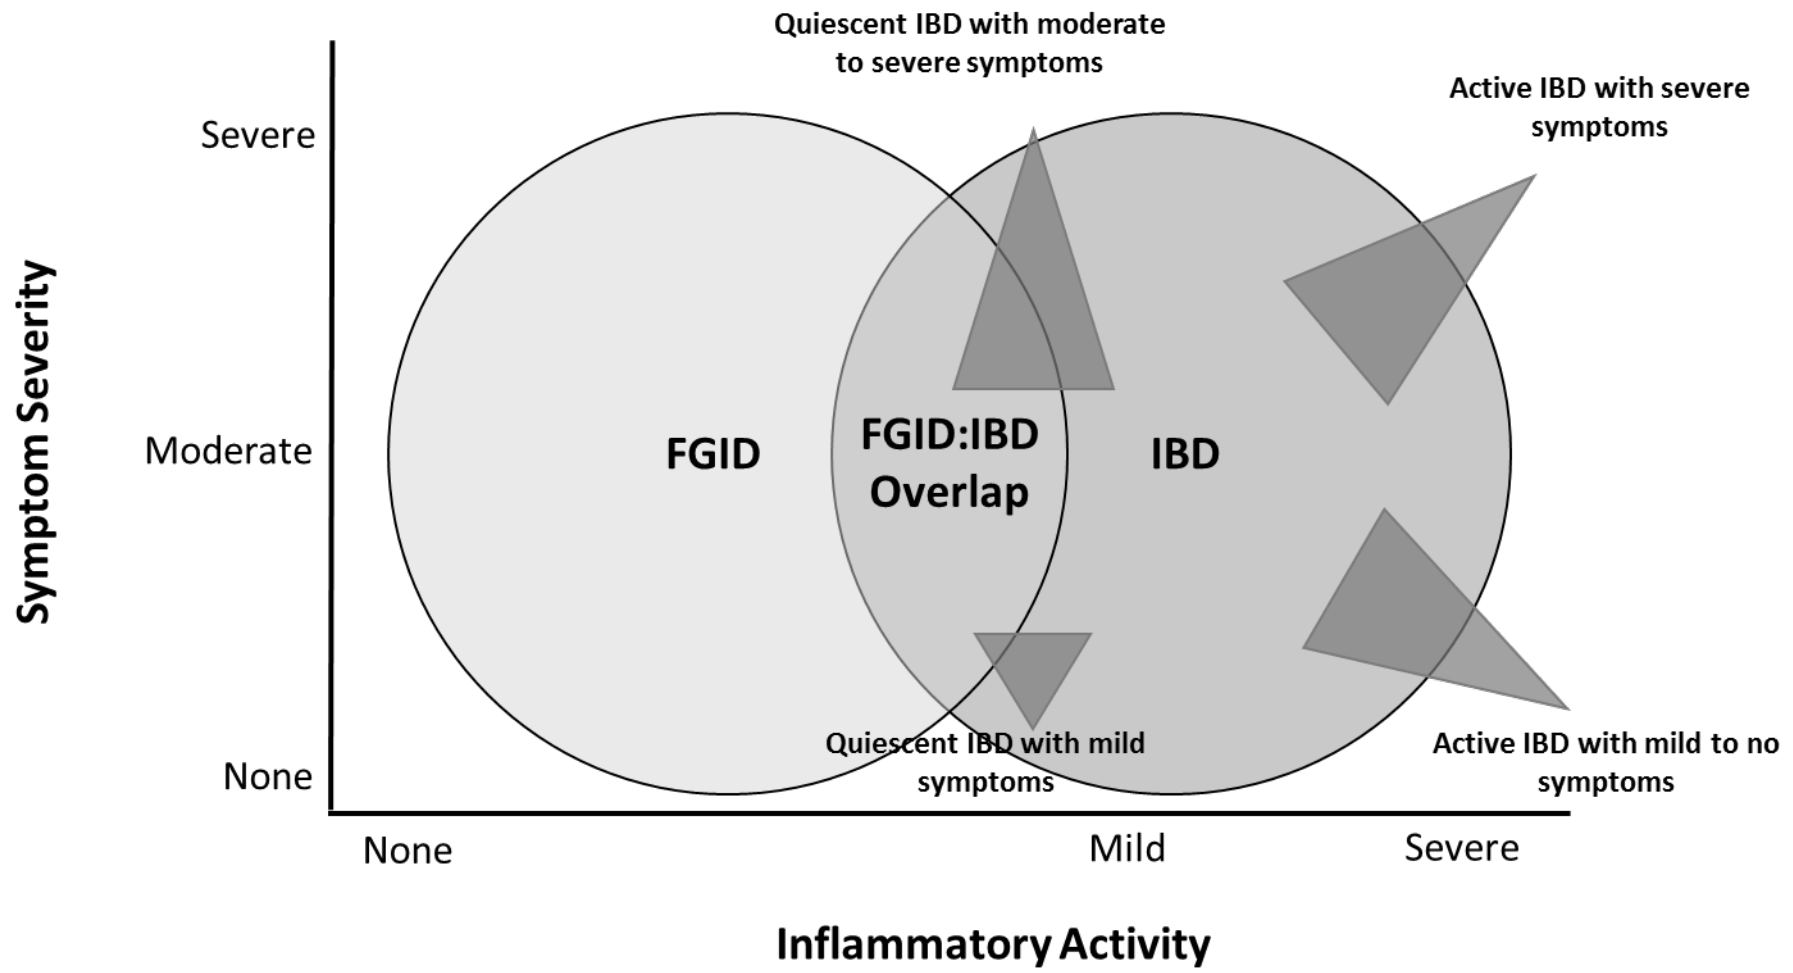 Quiescent IBD with moderate
to severe symptoms
Active IBD with severe
symptoms
Severe
Symptom Severity
Moderate
FGID
FGID:IBD
Overlap
IBD
Quiescent IBD with mild
symptoms
Active IBD with mild to no
symptoms
None
None
Mild
Severe
Inflammatory Activity